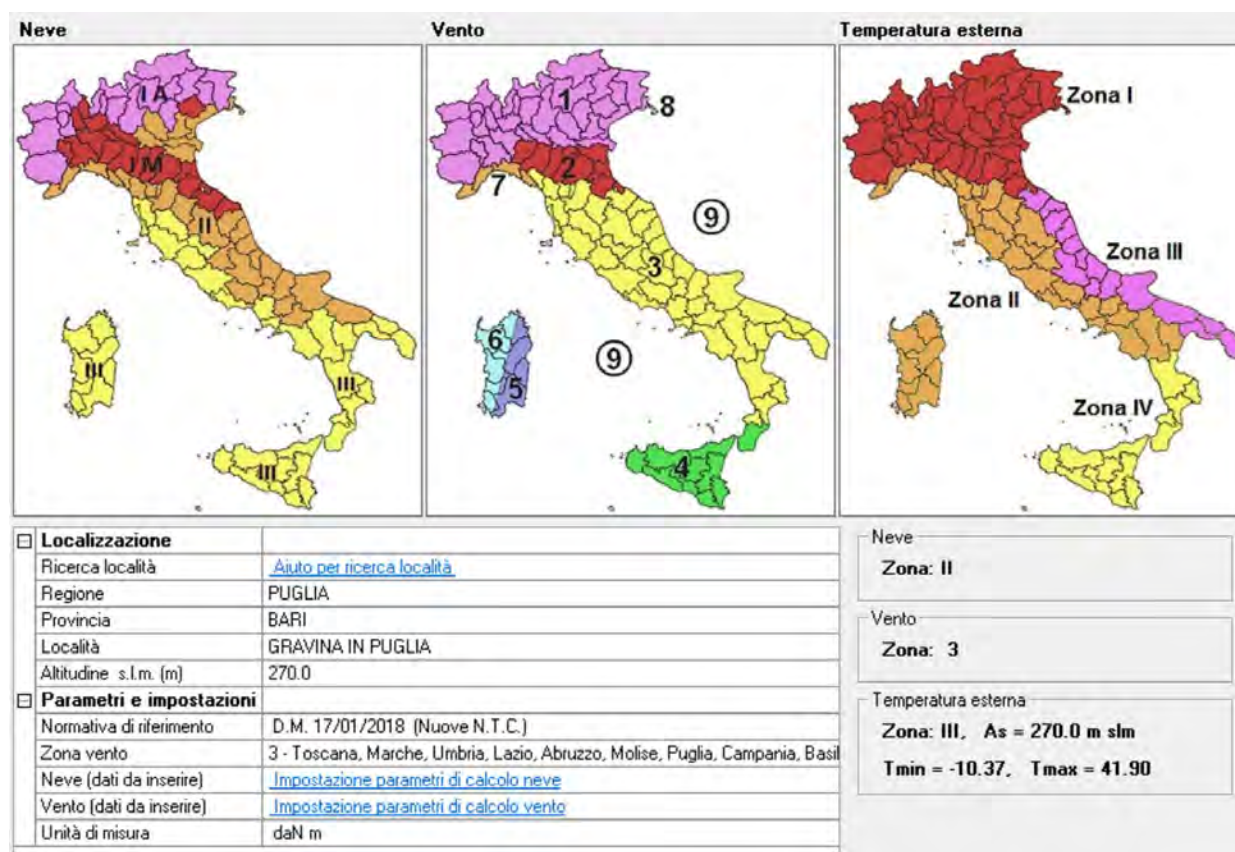 Neve Vento Temperatura esterna
I A
I M
II
III
III
III
1
8
2
7
9
3
6
9
5
4
Zona I
Zona III
Zona II
Zona IV
Localizzazione
Ricerca località Aiuto per ricerca località
Regione PUGLIA
Provincia BARI
Località GRAVINA IN PUGLIA
Altitudine s.l.m. (m) 270.0
Parametri e impostazioni
Normativa di riferimento D.M. 17/01/2018 (Nuove N.T.C.)
Zona vento 3 - Toscana, Marche, Umbria, Lazio, Abruzzo, Molise, Puglia, Campania, Basil
Neve (dati da inserire) Impostazione parametri di calcolo neve
Vento (dati da inserire) Impostazione parametri di calcolo vento
Unità di misura daN m
Neve
Zona: II
Vento
Zona: 3
Temperatura esterna
Zona: III, As = 270.0 m slm
Tmin = -10.37, Tmax = 41.90